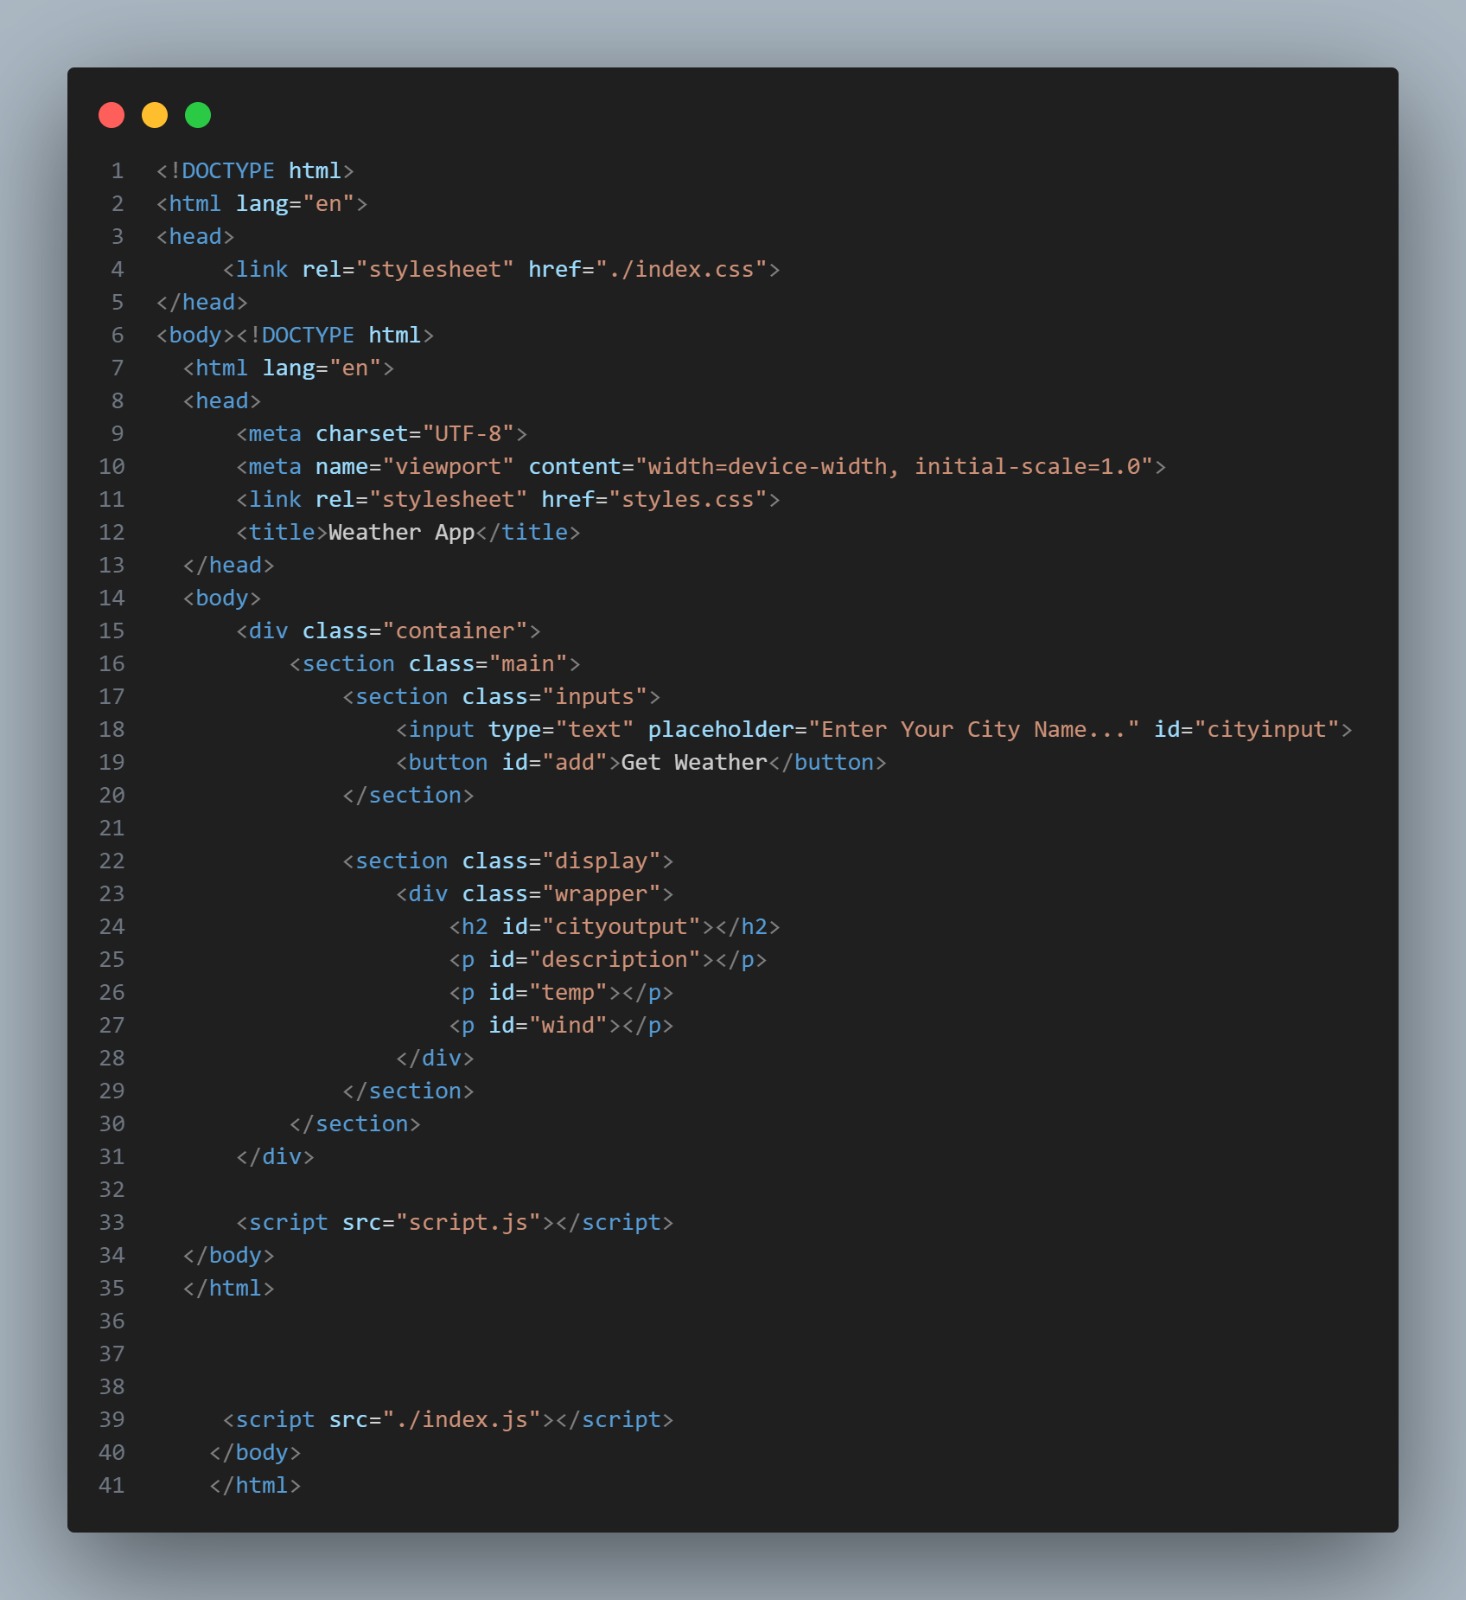 1 <!DOCTYPE html>
2 <html lang="en">
3 <head>
4      <link rel="stylesheet" href="./index.css">
5 </head>
6 <body><!DOCTYPE html>
7   <html lang="en">
8   <head>
9       <meta charset="UTF-8">
10       <meta name="viewport" content="width=device-width, initial-scale=1.0">
11       <link rel="stylesheet" href="styles.css">
12       <title>Weather App</title>
13   </head>
14   <body>
15       <div class="container">
16           <section class="main">
17               <section class="inputs">
18                   <input type="text" placeholder="Enter Your City Name..." id="cityinput">
19                   <button id="add">Get Weather</button>
20               </section>
21
22               <section class="display">
23                   <div class="wrapper">
24                       <h2 id="cityoutput"></h2>
25                       <p id="description"></p>
26                       <p id="temp"></p>
27                       <p id="wind"></p>
28                   </div>
29               </section>
30           </section>
31       </div>
32
33       <script src="script.js"></script>
34   </body>
35   </html>
36
37
38
39      <script src="./index.js"></script>
40     </body>
41     </html>